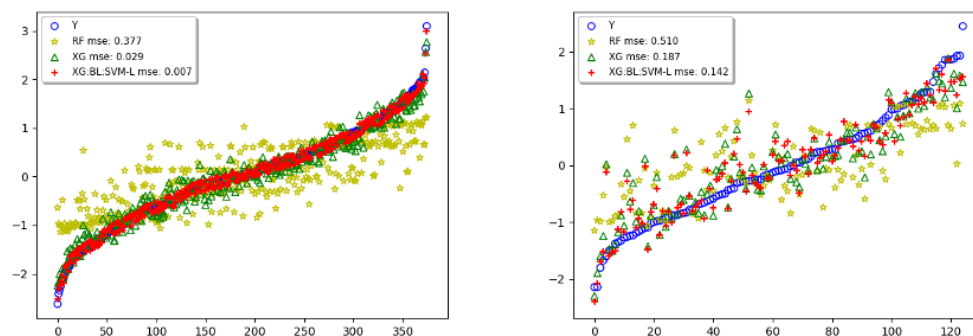 Y
RF mse: 0.377
XG mse: 0.029
XG:BL:SVM-L mse: 0.007
3
2
1
0
−1
−2
0 50 100 150 200 250 300 350
Y
RF mse: 0.510
XG mse: 0.187
XG:BL:SVM-L mse: 0.142
2
1
0
−1
−2
0 20 40 60 80 100 120